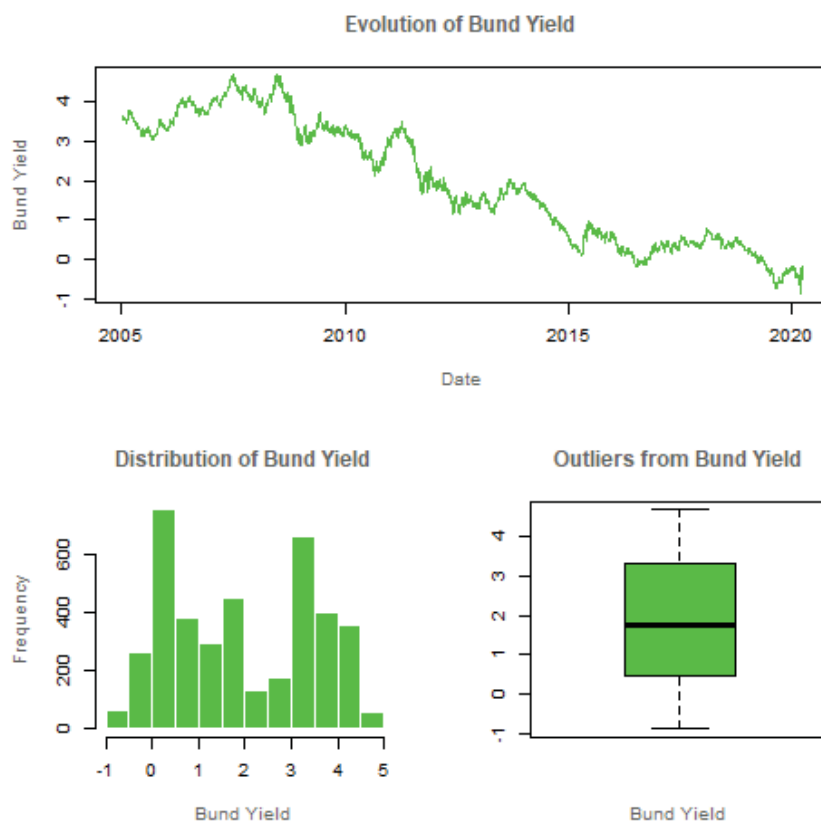 Evolution of Bund Yield
Bund Yield
4
3
2
1
0
-1
2005 2010 2015 2020
Date
Distribution of Bund Yield
Frequency
600
400
200
0
-1 0 1 2 3 4 5
Bund Yield
Outliers from Bund Yield
4
3
2
1
0
-1
Bund Yield